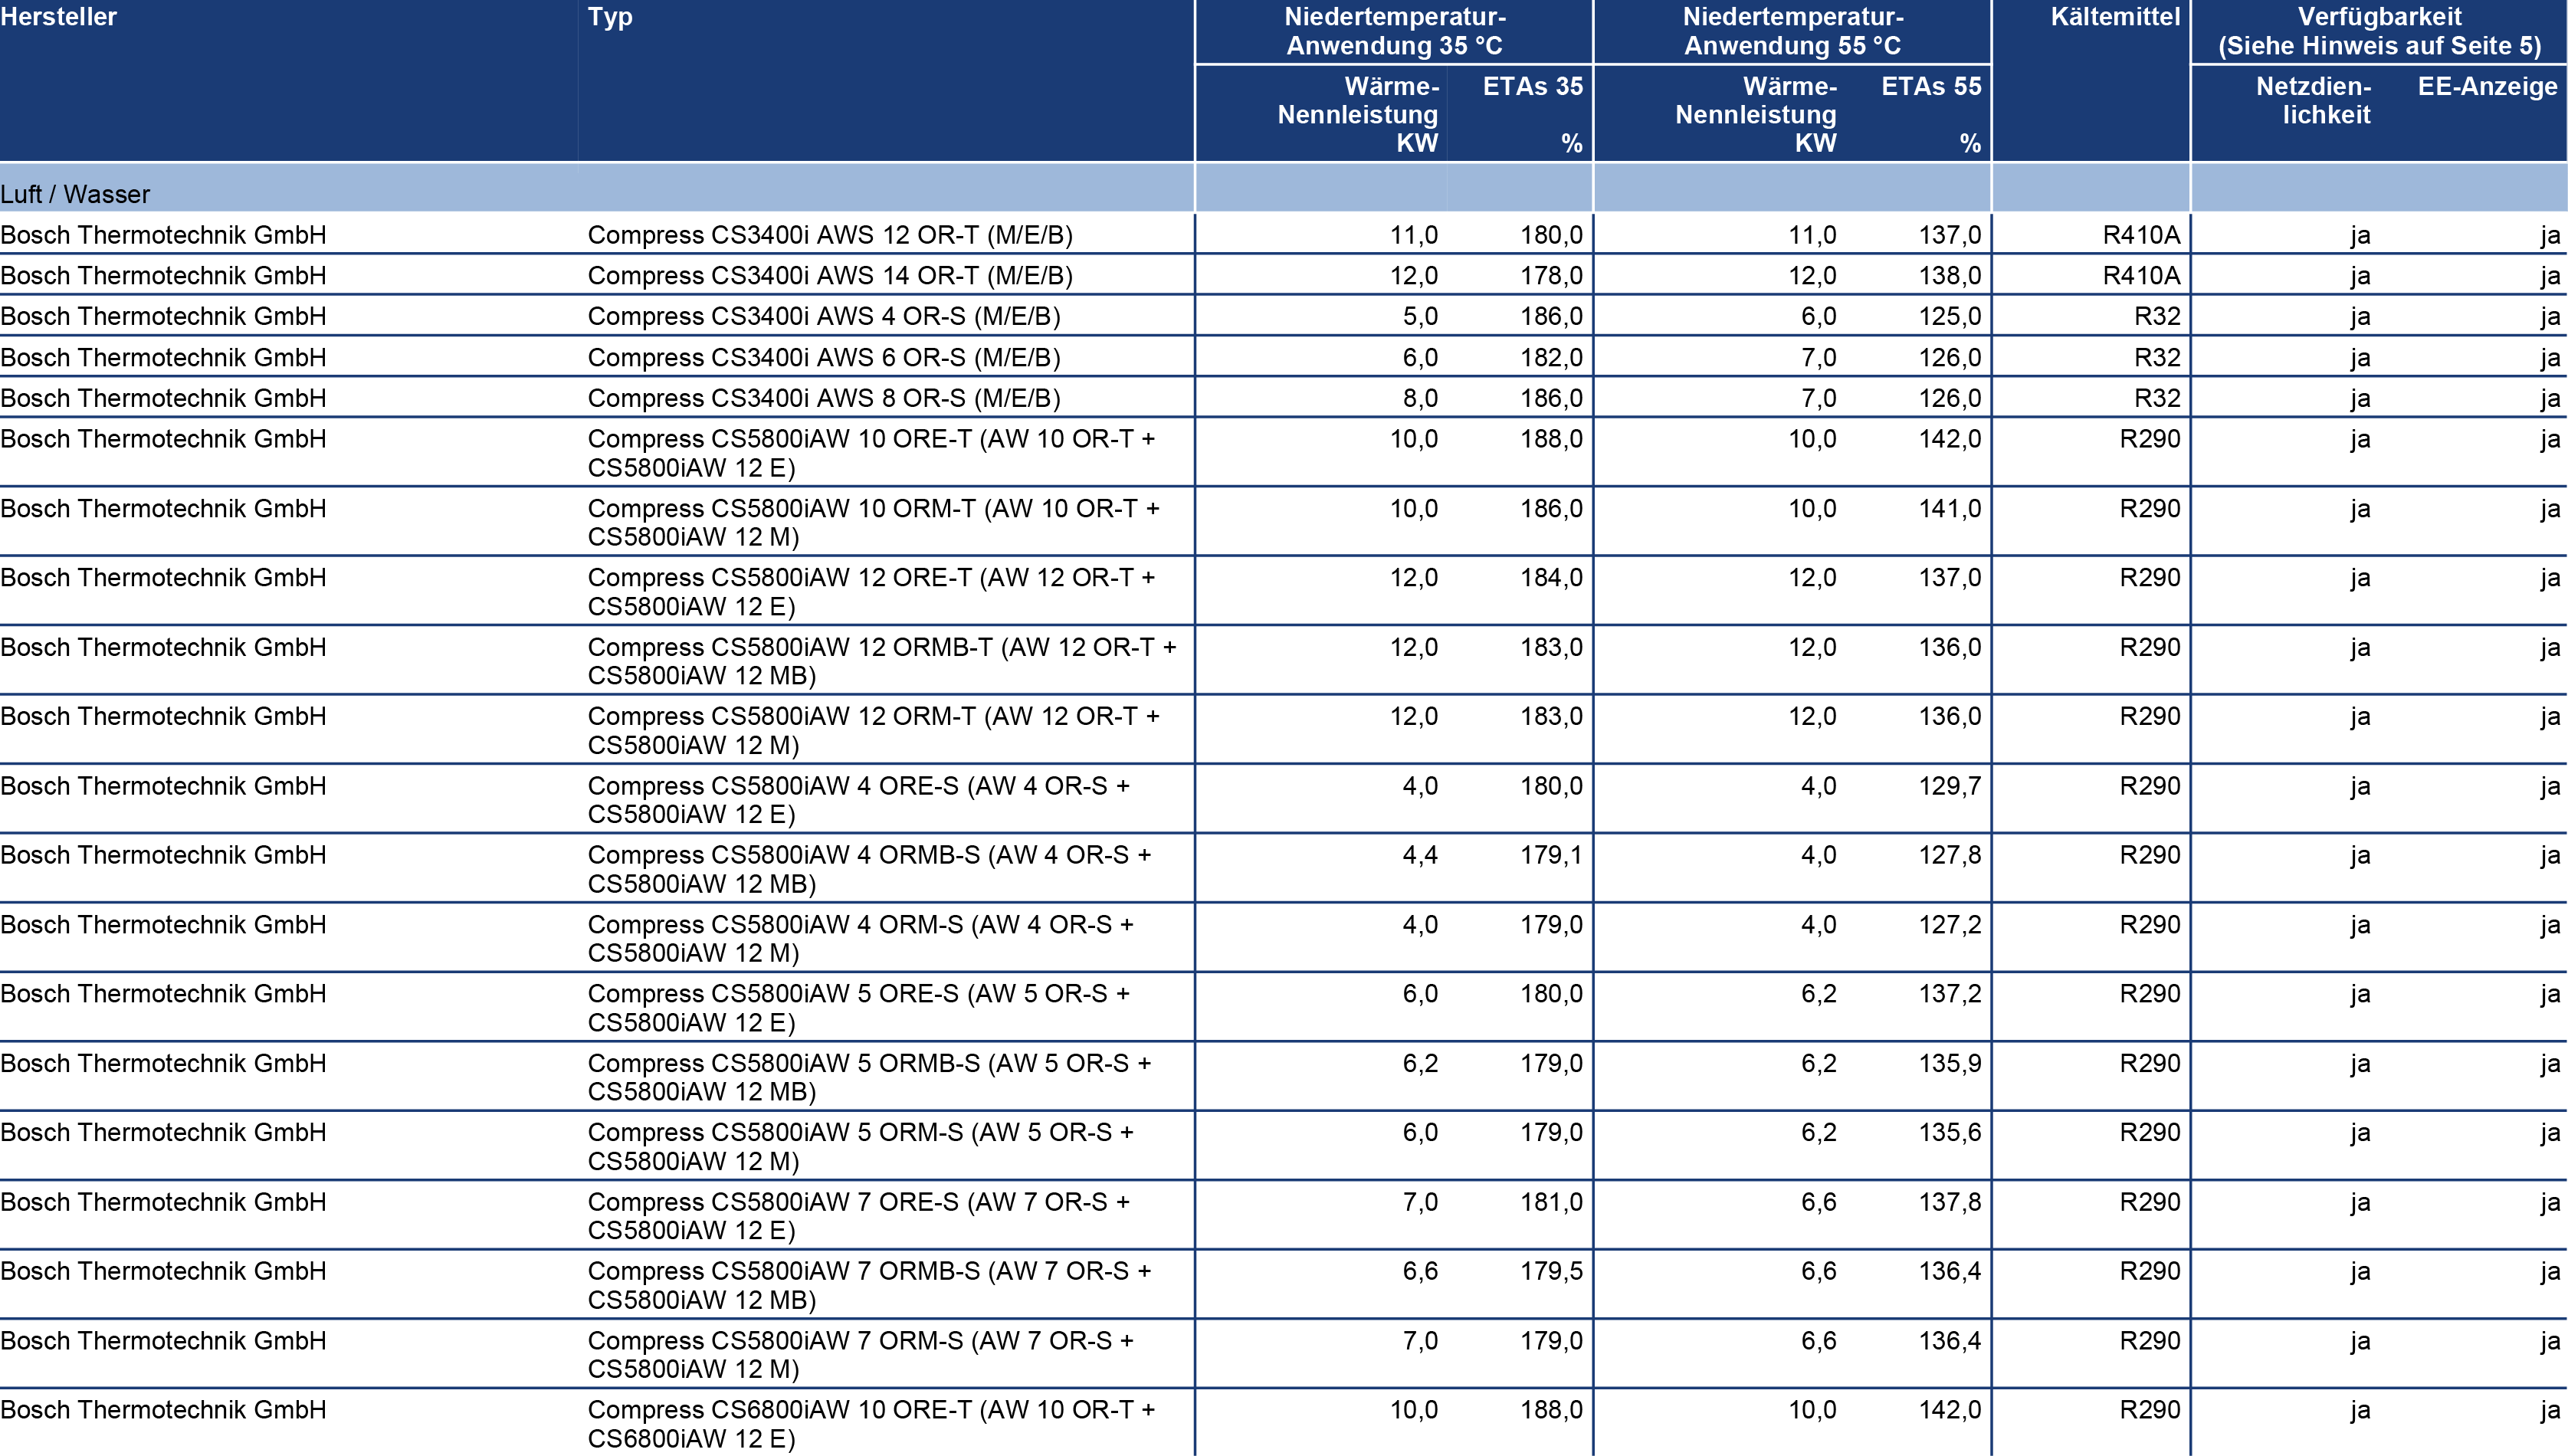 Hersteller Typ Niedertemperatur- Niedertemperatur- Kältemittel Verfügbarkeit
Anwendung 35 °C Anwendung 55 °C (Siehe Hinweis auf Seite 5)
Wärme- ETAs 35 Wärme- ETAs 55 Netzdien- EE-Anzeige
Nennleistung Nennleistung lichkeit
KW % KW %
Luft / Wasser
Bosch Thermotechnik GmbH Compress CS3400i AWS 12 OR-T (M/E/B) 11,0 180,0 11,0 137,0 R410A ja ja
Bosch Thermotechnik GmbH Compress CS3400i AWS 14 OR-T (M/E/B) 12,0 178,0 12,0 138,0 R410A ja ja
Bosch Thermotechnik GmbH Compress CS3400i AWS 4 OR-S (M/E/B) 5,0 186,0 6,0 125,0 R32 ja ja
Bosch Thermotechnik GmbH Compress CS3400i AWS 6 OR-S (M/E/B) 6,0 182,0 7,0 126,0 R32 ja ja
Bosch Thermotechnik GmbH Compress CS3400i AWS 8 OR-S (M/E/B) 8,0 186,0 7,0 126,0 R32 ja ja
Bosch Thermotechnik GmbH Compress CS5800iAW 10 ORE-T (AW 10 OR-T + 10,0 188,0 10,0 142,0 R290 ja ja
CS5800iAW 12 E)
Bosch Thermotechnik GmbH Compress CS5800iAW 10 ORM-T (AW 10 OR-T + 10,0 186,0 10,0 141,0 R290 ja ja
CS5800iAW 12 M)
Bosch Thermotechnik GmbH Compress CS5800iAW 12 ORE-T (AW 12 OR-T + 12,0 184,0 12,0 137,0 R290 ja ja
CS5800iAW 12 E)
Bosch Thermotechnik GmbH Compress CS5800iAW 12 ORMB-T (AW 12 OR-T + 12,0 183,0 12,0 136,0 R290 ja ja
CS5800iAW 12 MB)
Bosch Thermotechnik GmbH Compress CS5800iAW 12 ORM-T (AW 12 OR-T + 12,0 183,0 12,0 136,0 R290 ja ja
CS5800iAW 12 M)
Bosch Thermotechnik GmbH Compress CS5800iAW 4 ORE-S (AW 4 OR-S + 4,0 180,0 4,0 129,7 R290 ja ja
CS5800iAW 12 E)
Bosch Thermotechnik GmbH Compress CS5800iAW 4 ORMB-S (AW 4 OR-S + 4,4 179,1 4,0 127,8 R290 ja ja
CS5800iAW 12 MB)
Bosch Thermotechnik GmbH Compress CS5800iAW 4 ORM-S (AW 4 OR-S + 4,0 179,0 4,0 127,2 R290 ja ja
CS5800iAW 12 M)
Bosch Thermotechnik GmbH Compress CS5800iAW 5 ORE-S (AW 5 OR-S + 6,0 180,0 6,2 137,2 R290 ja ja
CS5800iAW 12 E)
Bosch Thermotechnik GmbH Compress CS5800iAW 5 ORMB-S (AW 5 OR-S + 6,2 179,0 6,2 135,9 R290 ja ja
CS5800iAW 12 MB)
Bosch Thermotechnik GmbH Compress CS5800iAW 5 ORM-S (AW 5 OR-S + 6,0 179,0 6,2 135,6 R290 ja ja
CS5800iAW 12 M)
Bosch Thermotechnik GmbH Compress CS5800iAW 7 ORE-S (AW 7 OR-S + 7,0 181,0 6,6 137,8 R290 ja ja
CS5800iAW 12 E)
Bosch Thermotechnik GmbH Compress CS5800iAW 7 ORMB-S (AW 7 OR-S + 6,6 179,5 6,6 136,4 R290 ja ja
CS5800iAW 12 MB)
Bosch Thermotechnik GmbH Compress CS5800iAW 7 ORM-S (AW 7 OR-S + 7,0 179,0 6,6 136,4 R290 ja ja
CS5800iAW 12 M)
Bosch Thermotechnik GmbH Compress CS6800iAW 10 ORE-T (AW 10 OR-T + 10,0 188,0 10,0 142,0 R290 ja ja
CS6800iAW 12 E)